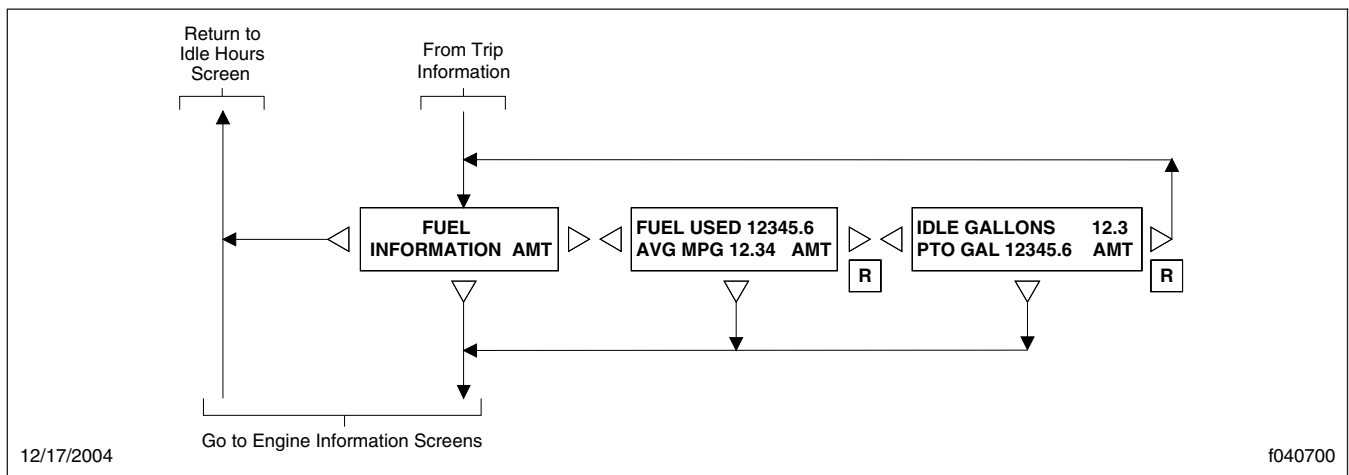 Return to
Idle Hours
Screen
From Trip
Information
FUEL
INFORMATION AMT
FUEL USED 12345.6
AVG MPG 12.34 AMT
R
IDLE GALLONS 12.3
PTO GAL 12345.6 AMT
R
Go to Engine Information Screens
12/17/2004
f040700